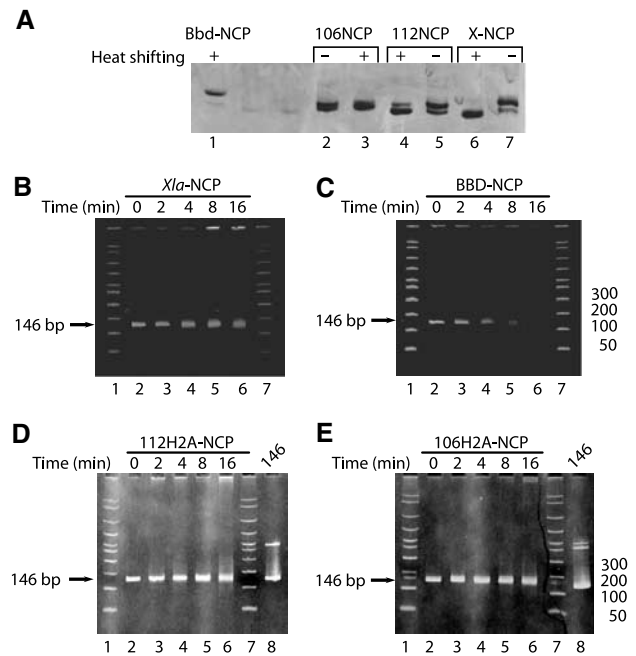 A
Bbd-NCP 106NCP 112NCP X-NCP
Heat shifting + – + + – + –
1 2 3 4 5 6 7
B
Xla-NCP
Time (min) 0 2 4 8 16
146 bp
1 2 3 4 5 6 7
C
BBD-NCP
Time (min) 0 2 4 8 16
146 bp
300
200
100
50
1 2 3 4 5 6 7
D
112H2A-NCP
Time (min) 0 2 4 8 16 146
146 bp
1 2 3 4 5 6 7 8
E
106H2A-NCP
Time (min) 0 2 4 8 16 146
146 bp
300
200
100
50
1 2 3 4 5 6 7 8